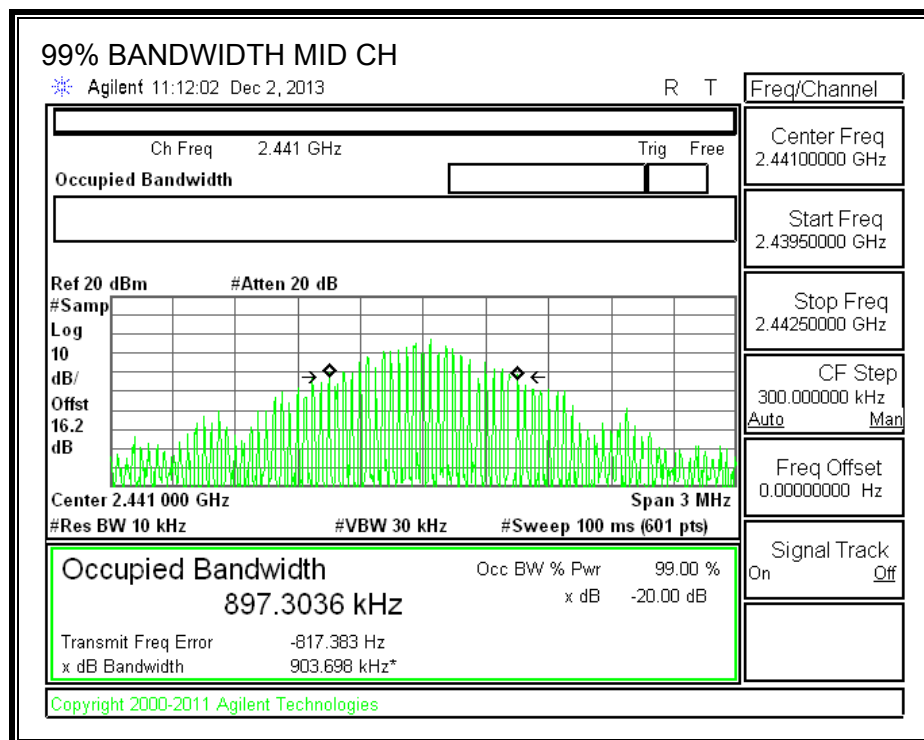 99% BANDWIDTH MID CH
Agilent 11:12:02 Dec 2, 2013 R T
Freq/Channel
Ch Freq 2.441 GHz Trig Free
Occupied Bandwidth
Center Freq
2.44100000 GHz
Start Freq
2.43950000 GHz
Stop Freq
2.44250000 GHz
CF Step
300.000000 kHz
Auto Man
Freq Offset
0.00000000 Hz
Signal Track
On Off
Ref 20 dBm #Atten 20 dB
#Samp
Log
10
dB/
Offst
16.2
dB
Center 2.441 000 GHz Span 3 MHz
#Res BW 10 kHz #VBW 30 kHz #Sweep 100 ms (601 pts)
Occupied Bandwidth Occ BW % Pwr 99.00 %
897.3036 kHz x dB -20.00 dB
Transmit Freq Error -817.383 Hz
x dB Bandwidth 903.698 kHz*
Copyright 2000-2011 Agilent Technologies